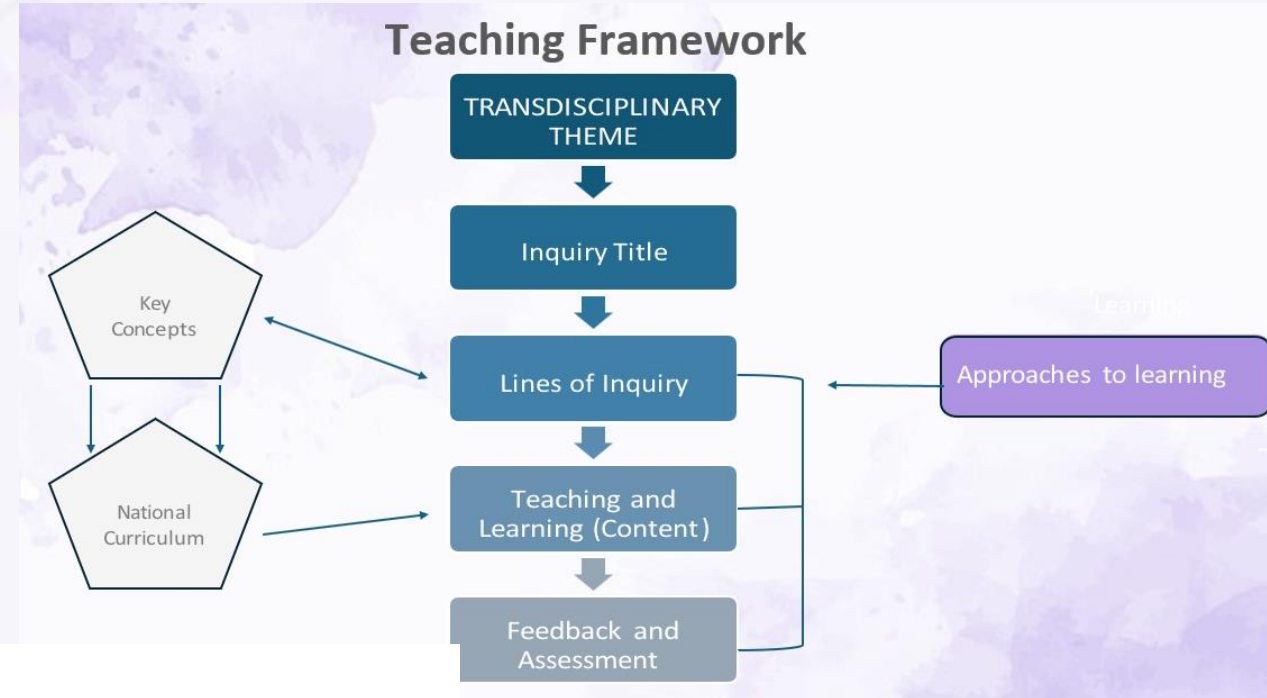 Teaching Framework
TRANSDISCIPLINARY
THEME
Inquiry Title
Key
Concepts
Learning
Lines of Inquiry
Approaches to learning
Teaching and
Learning (Content)
National
Curriculum
Feedback and
Assessment